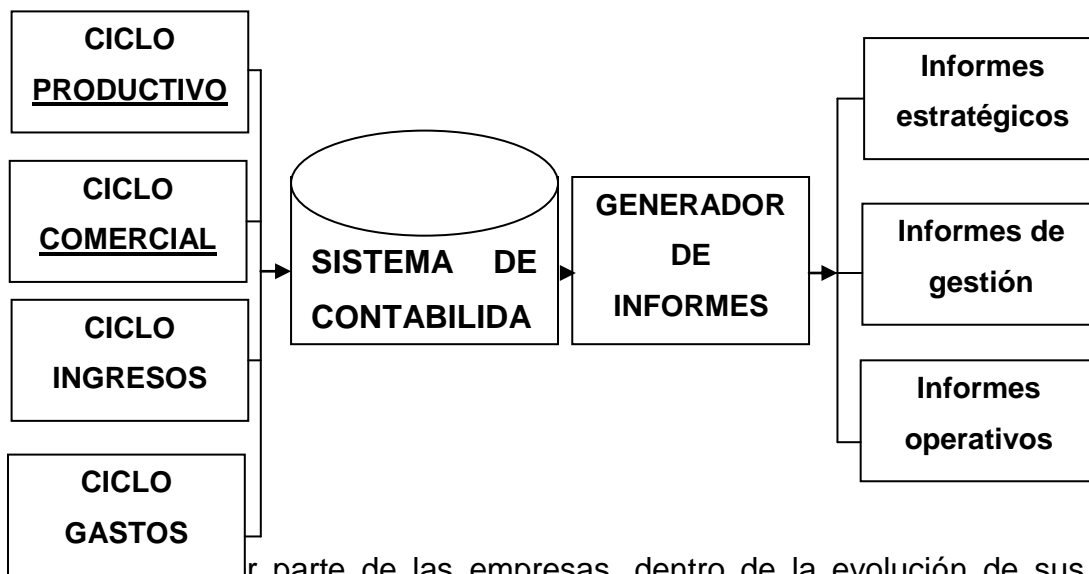 CICLO
PRODUCTIVO
CICLO
COMERCIAL
CICLO
INGRESOS
CICLO
GASTOS
SISTEMA DE
CONTABILIDA
GENERADOR
DE
INFORMES
Informes
estratégicos
Informes de
gestión
Informes
operativos
r parte de las empresas, dentro de la evolución de sus